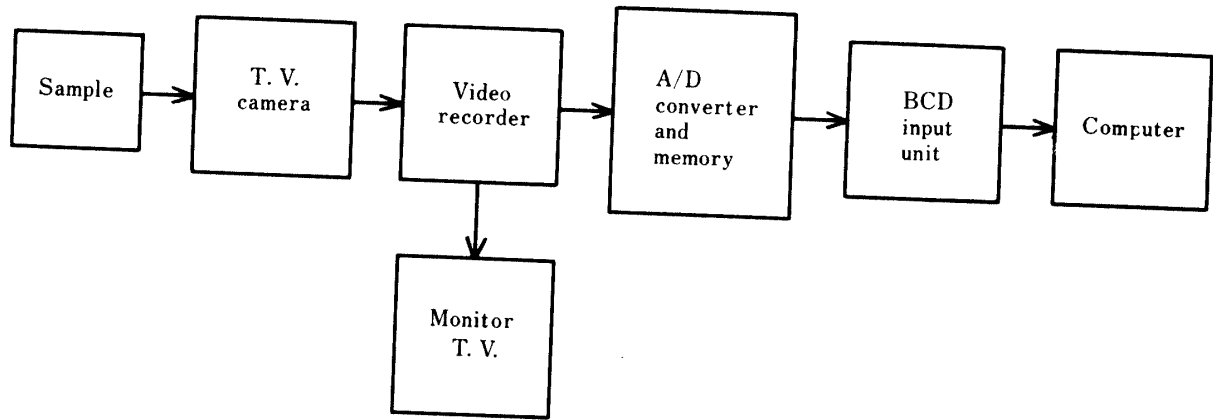 Sample
T. V.
camera
Video
recorder
A/D
converter
and
memory
BCD
input
unit
Computer
Monitor
T. V.